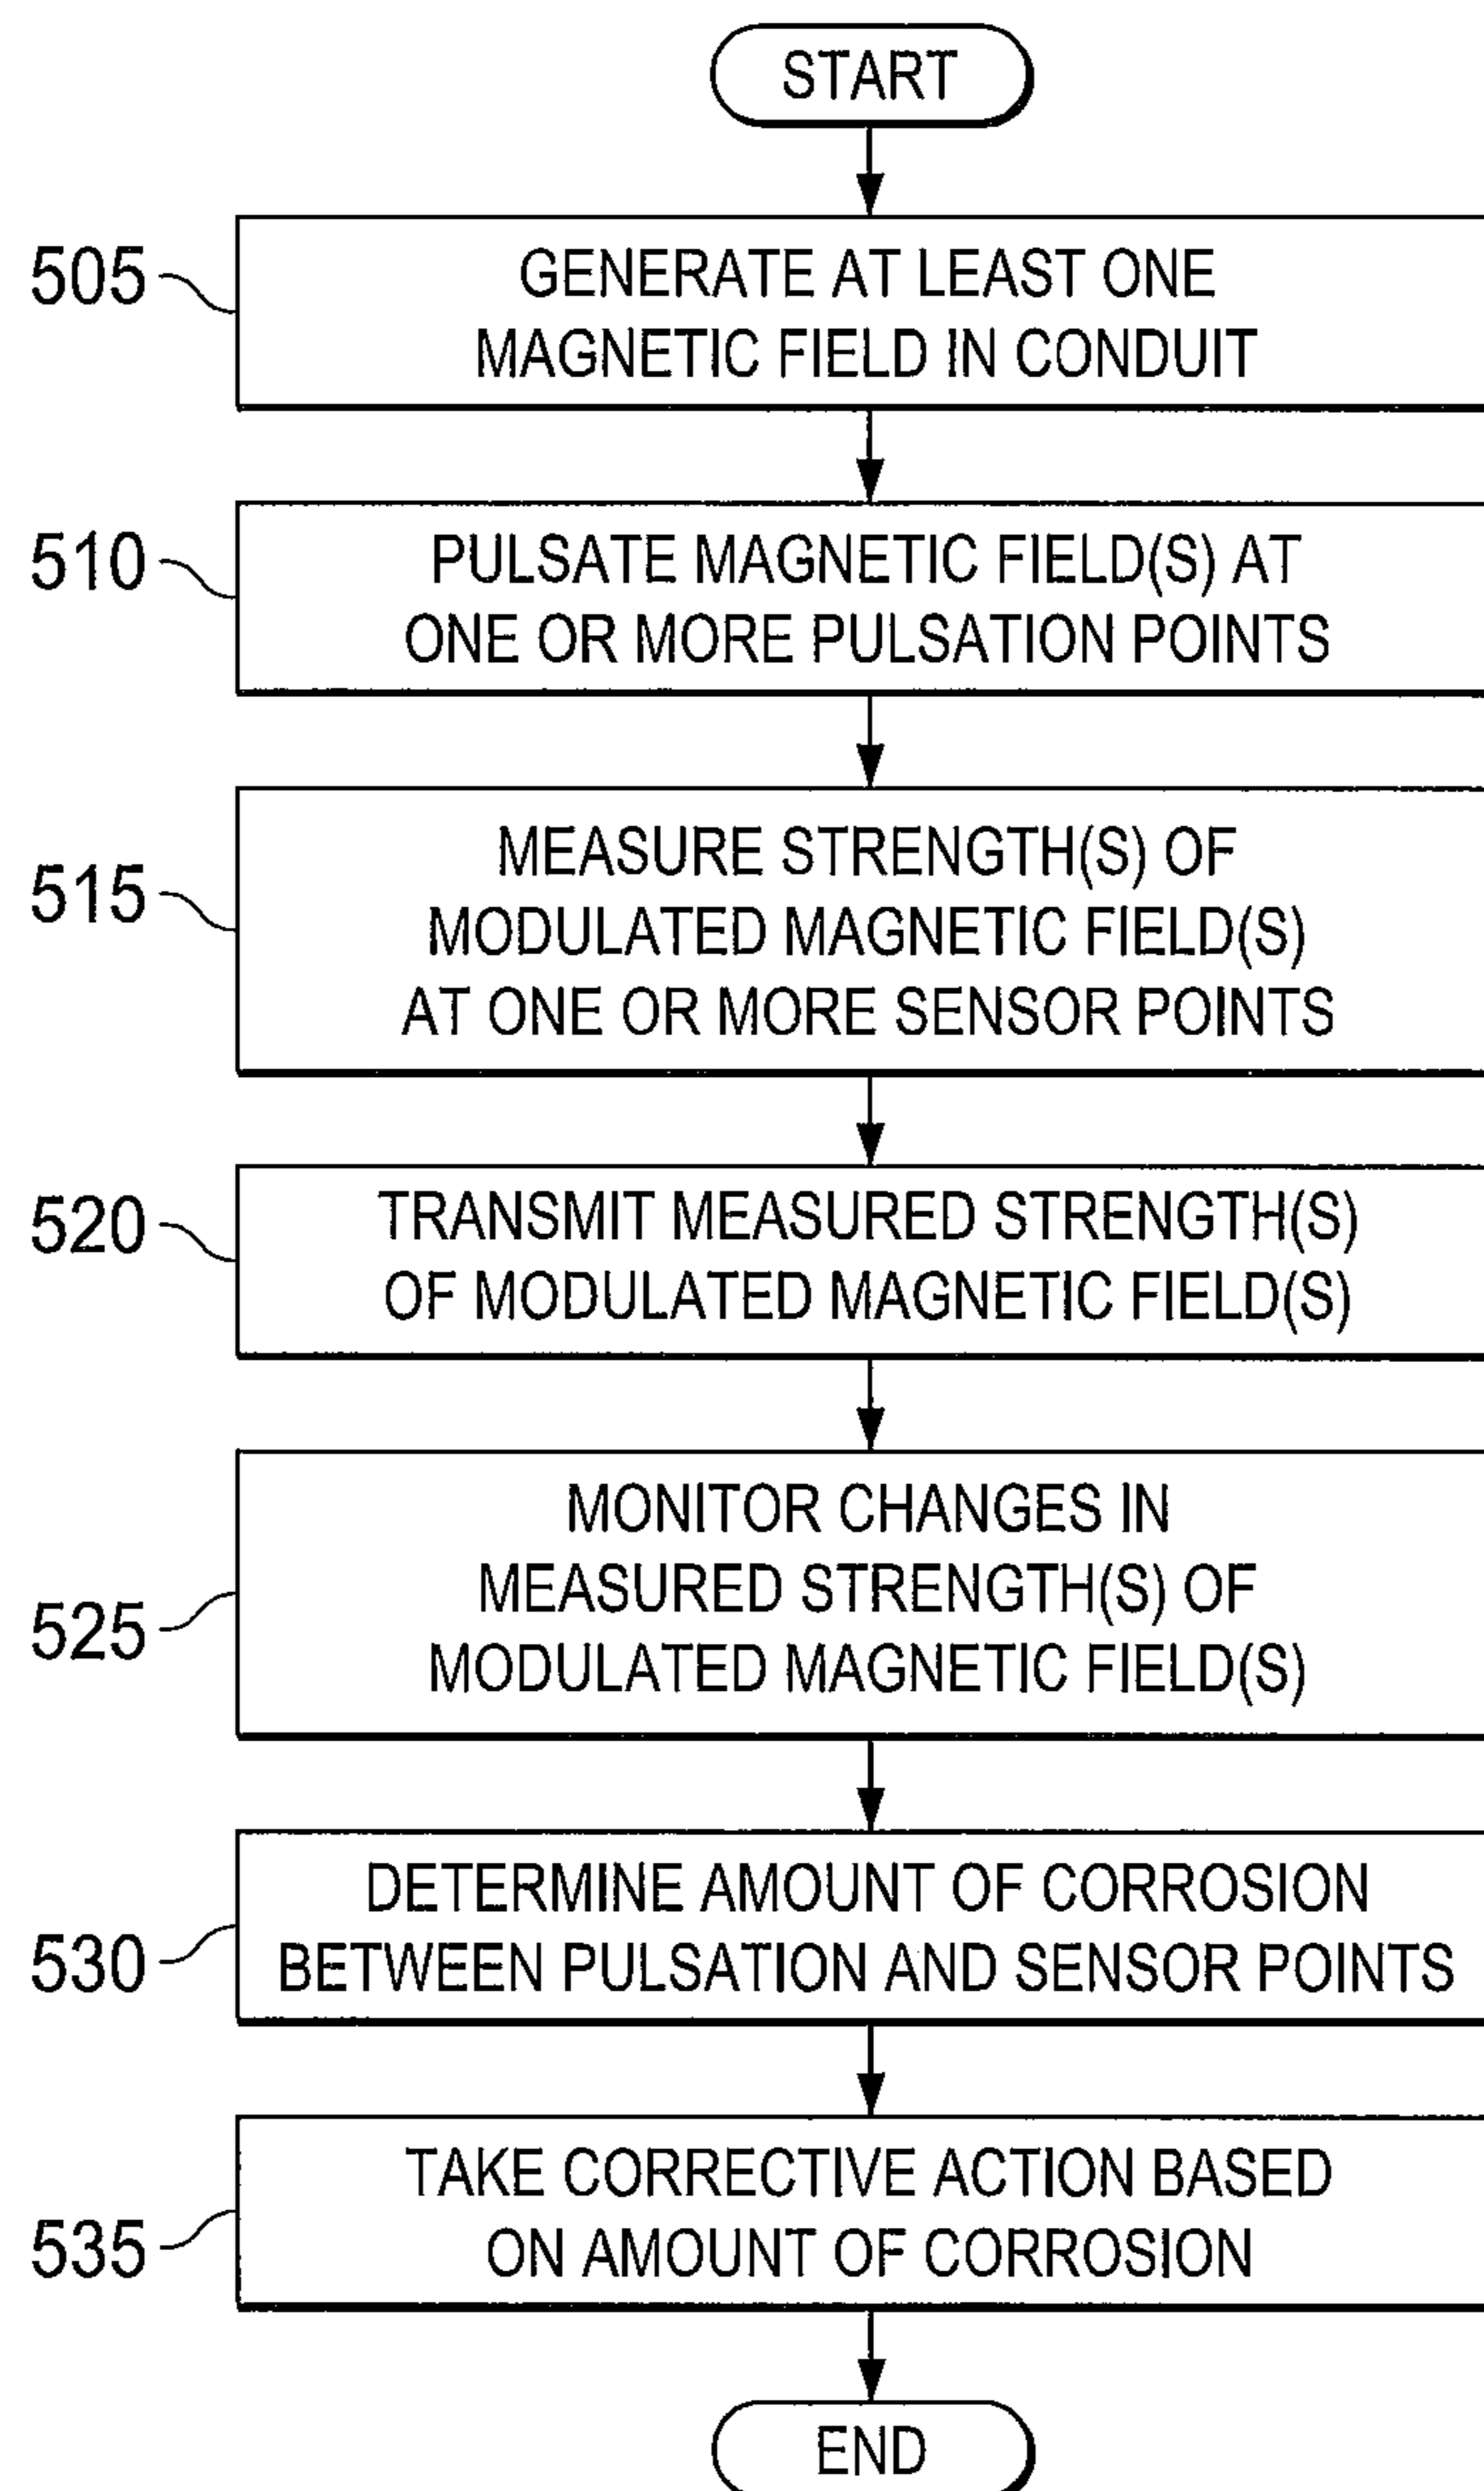 START
505
GENERATE AT LEAST ONE
MAGNETIC FIELD IN CONDUIT
510
PULSATE MAGNETIC FIELD(S) AT
ONE OR MORE PULSATION POINTS
515
MEASURE STRENGTH(S) OF
MODULATED MAGNETIC FIELD(S)
AT ONE OR MORE SENSOR POINTS
520
TRANSMIT MEASURED STRENGTH(S)
OF MODULATED MAGNETIC FIELD(S)
525
MONITOR CHANGES IN
MEASURED STRENGTH(S) OF
MODULATED MAGNETIC FIELD(S)
530
DETERMINE AMOUNT OF CORROSION
BETWEEN PULSATION AND SENSOR POINTS
535
TAKE CORRECTIVE ACTION BASED
ON AMOUNT OF CORROSION
END